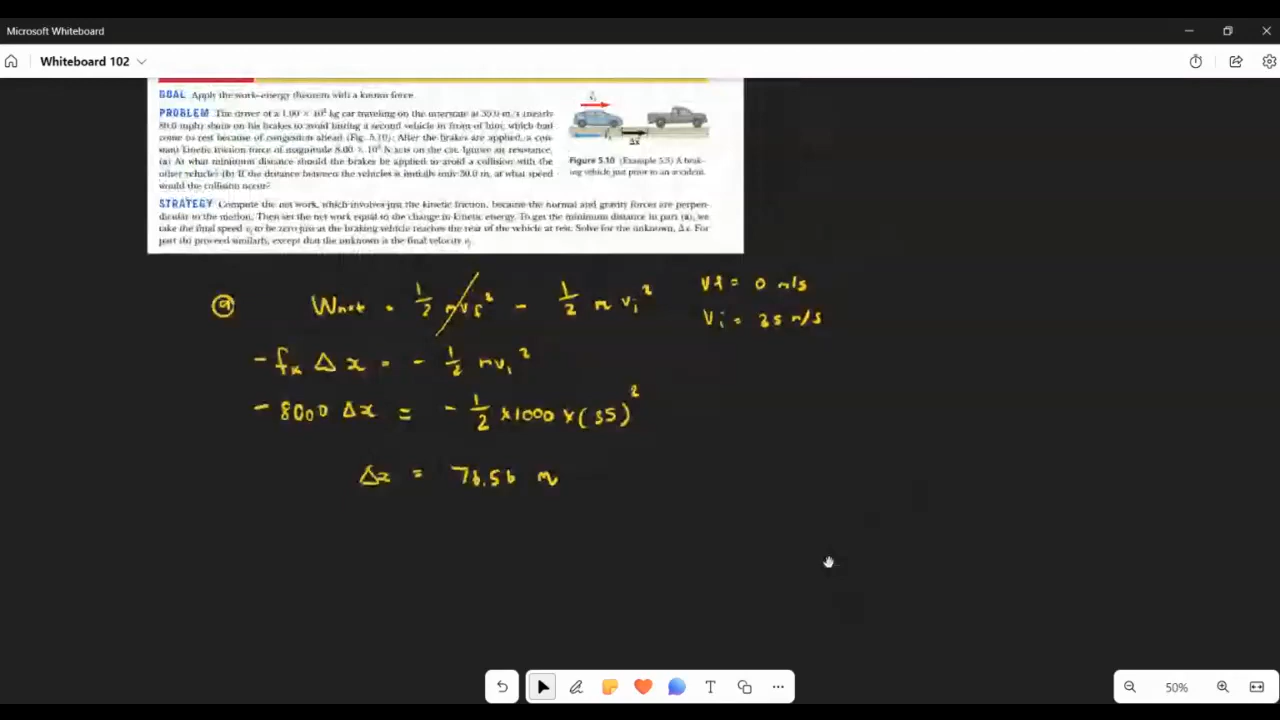 Microsoft Whiteboard
Whiteboard 102
GOAL Apply the work–energy theorem with a known force.
PROBLEM The driver of a 1.00 × 10³ kg car traveling on the interstate at 35.0 m/s (nearly
80.0 mph) slams on his brakes to avoid hitting a second vehicle in front of him, which had
come to rest because of congestion ahead (Fig. 5.10). After the brakes are applied, a con-
stant kinetic friction force of magnitude 8.00 × 10³ N acts on the car. Ignore air resistance.
(a) At what minimum distance should the brakes be applied to avoid a collision with the
other vehicle? (b) If the distance between the vehicles is initially only 30.0 m, at what speed
would the collision occur?
Δx
Figure 5.10 (Example 5.5) A brak-
ing vehicle just prior to an accident.
STRATEGY Compute the net work, which involves just the kinetic friction, because the normal and gravity forces are perpen-
dicular to the motion. Then set the net work equal to the change in kinetic energy. To get the minimum distance in part (a), we
take the final speed vf to be zero just as the braking vehicle reaches the rear of the vehicle at rest. Solve for the unknown, Δx. For
part (b) proceed similarly, except that the unknown is the final velocity vf.
(a) Wnet = 1/2 mvf² - 1/2 m vi²
vf = 0 m/s
vi = 35 m/s
- fk Δx = - 1/2 mvi²
- 8000 Δx = - 1/2 × 1000 × (35)²
Δx = 76.56 m
50%